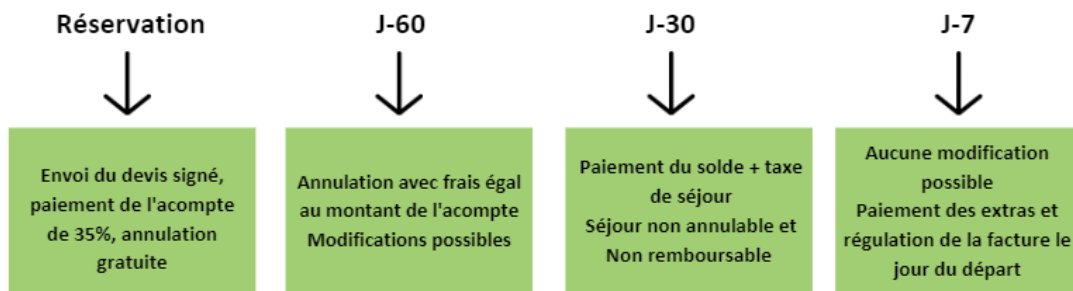 Réservation
J-60
J-30
J-7
Envoi du devis signé,
paiement de l'acompte
de 35%, annulation
gratuite
Annulation avec frais égal
au montant de l'acompte
Modifications possibles
Paiement du solde + taxe
de séjour
Séjour non annulable et
Non remboursable
Aucune modification
possible
Paiement des extras et
régulation de la facture le
jour du départ